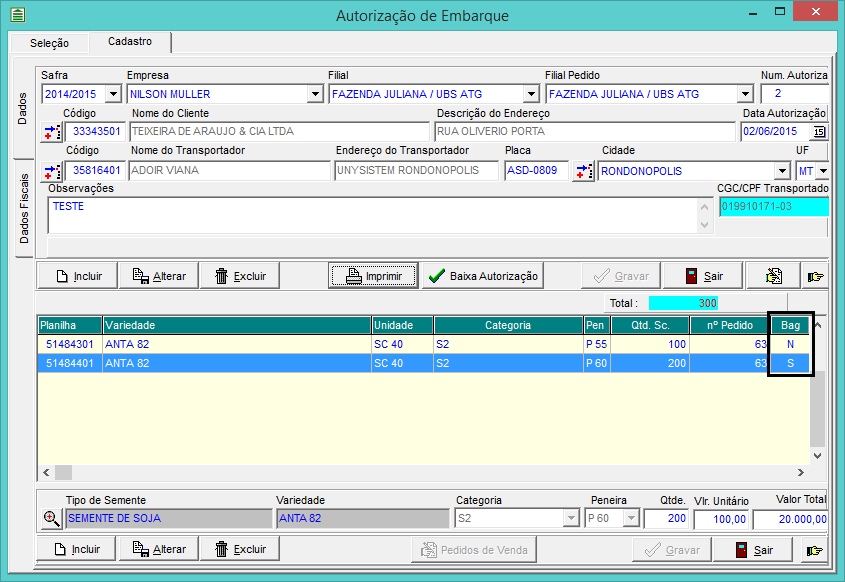 Autorização de Embarque
Seleção Cadastro
Dados
Dados Fiscais
Safra Empresa Filial Filial Pedido Num. Autoriza
2014/2015 NILSON MULLER FAZENDA JULIANA / UBS ATG FAZENDA JULIANA / UBS ATG 2
Código Nome do Cliente Descrição do Endereço Data Autorização
33343501 TEIXEIRA DE ARAUJO & CIA LTDA RUA OLIVERIO PORTA 02/06/2015 15
Código Nome do Transportador Endereço do Transportador Placa Cidade UF
35816401 ADOIR VIANA UNYSISTEM RONDONOPOLIS ASD-0809 RONDONOPOLIS MT
Observações CGC/CPF Transportado
TESTE 019910171-03
Incluir Alterar Excluir Imprimir Baixa Autorização Gravar Sair
Total : 300
Planilha Variedade Unidade Categoria Pen Qtd. Sc. nº Pedido Bag
51484301 ANTA 82 SC 40 S2 P 55 100 63 N
51484401 ANTA 82 SC 40 S2 P 60 200 63 S
Tipo de Semente Variedade Categoria Peneira Qtde. Vlr. Unitário Valor Total
SEMENTE DE SOJA ANTA 82 S2 P 60 200 100,00 20.000,00
Incluir Alterar Excluir Pedidos de Venda Gravar Sair